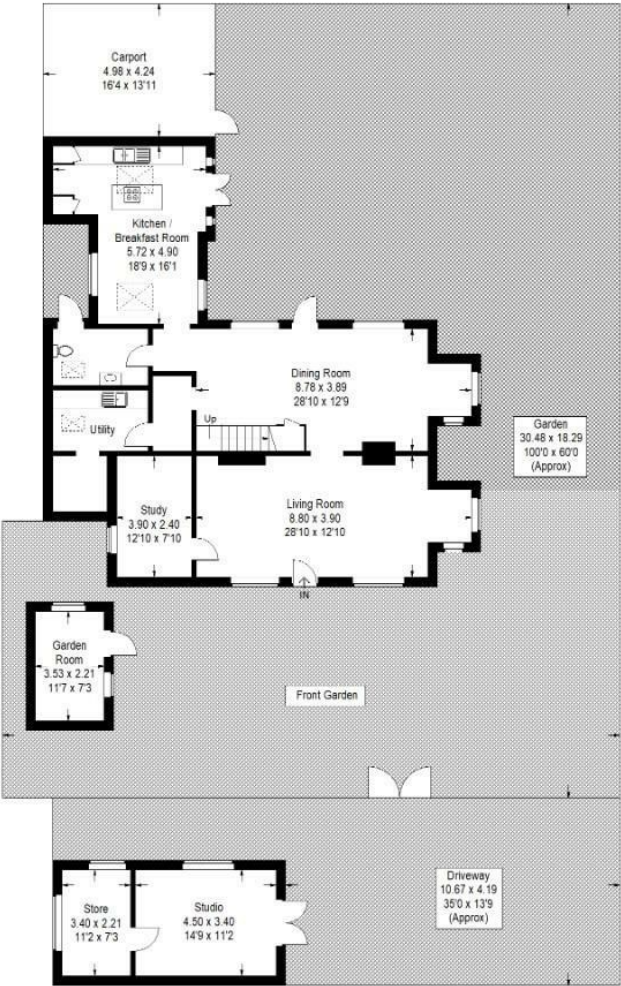 Carport
4.98 x 4.24
16'4 x 13'11
Kitchen /
Breakfast Room
5.72 x 4.90
18'9 x 16'1
Dining Room
8.78 x 3.89
28'10 x 12'9
Up
Utility
Garden
30.48 x 18.29
100'0 x 60'0
(Approx)
Study
3.90 x 2.40
12'10 x 7'10
Living Room
8.80 x 3.90
28'10 x 12'10
IN
Garden
Room
3.53 x 2.21
11'7 x 7'3
Front Garden
Store
3.40 x 2.21
11'2 x 7'3
Studio
4.50 x 3.40
14'9 x 11'2
Driveway
10.67 x 4.19
35'0 x 13'9
(Approx)